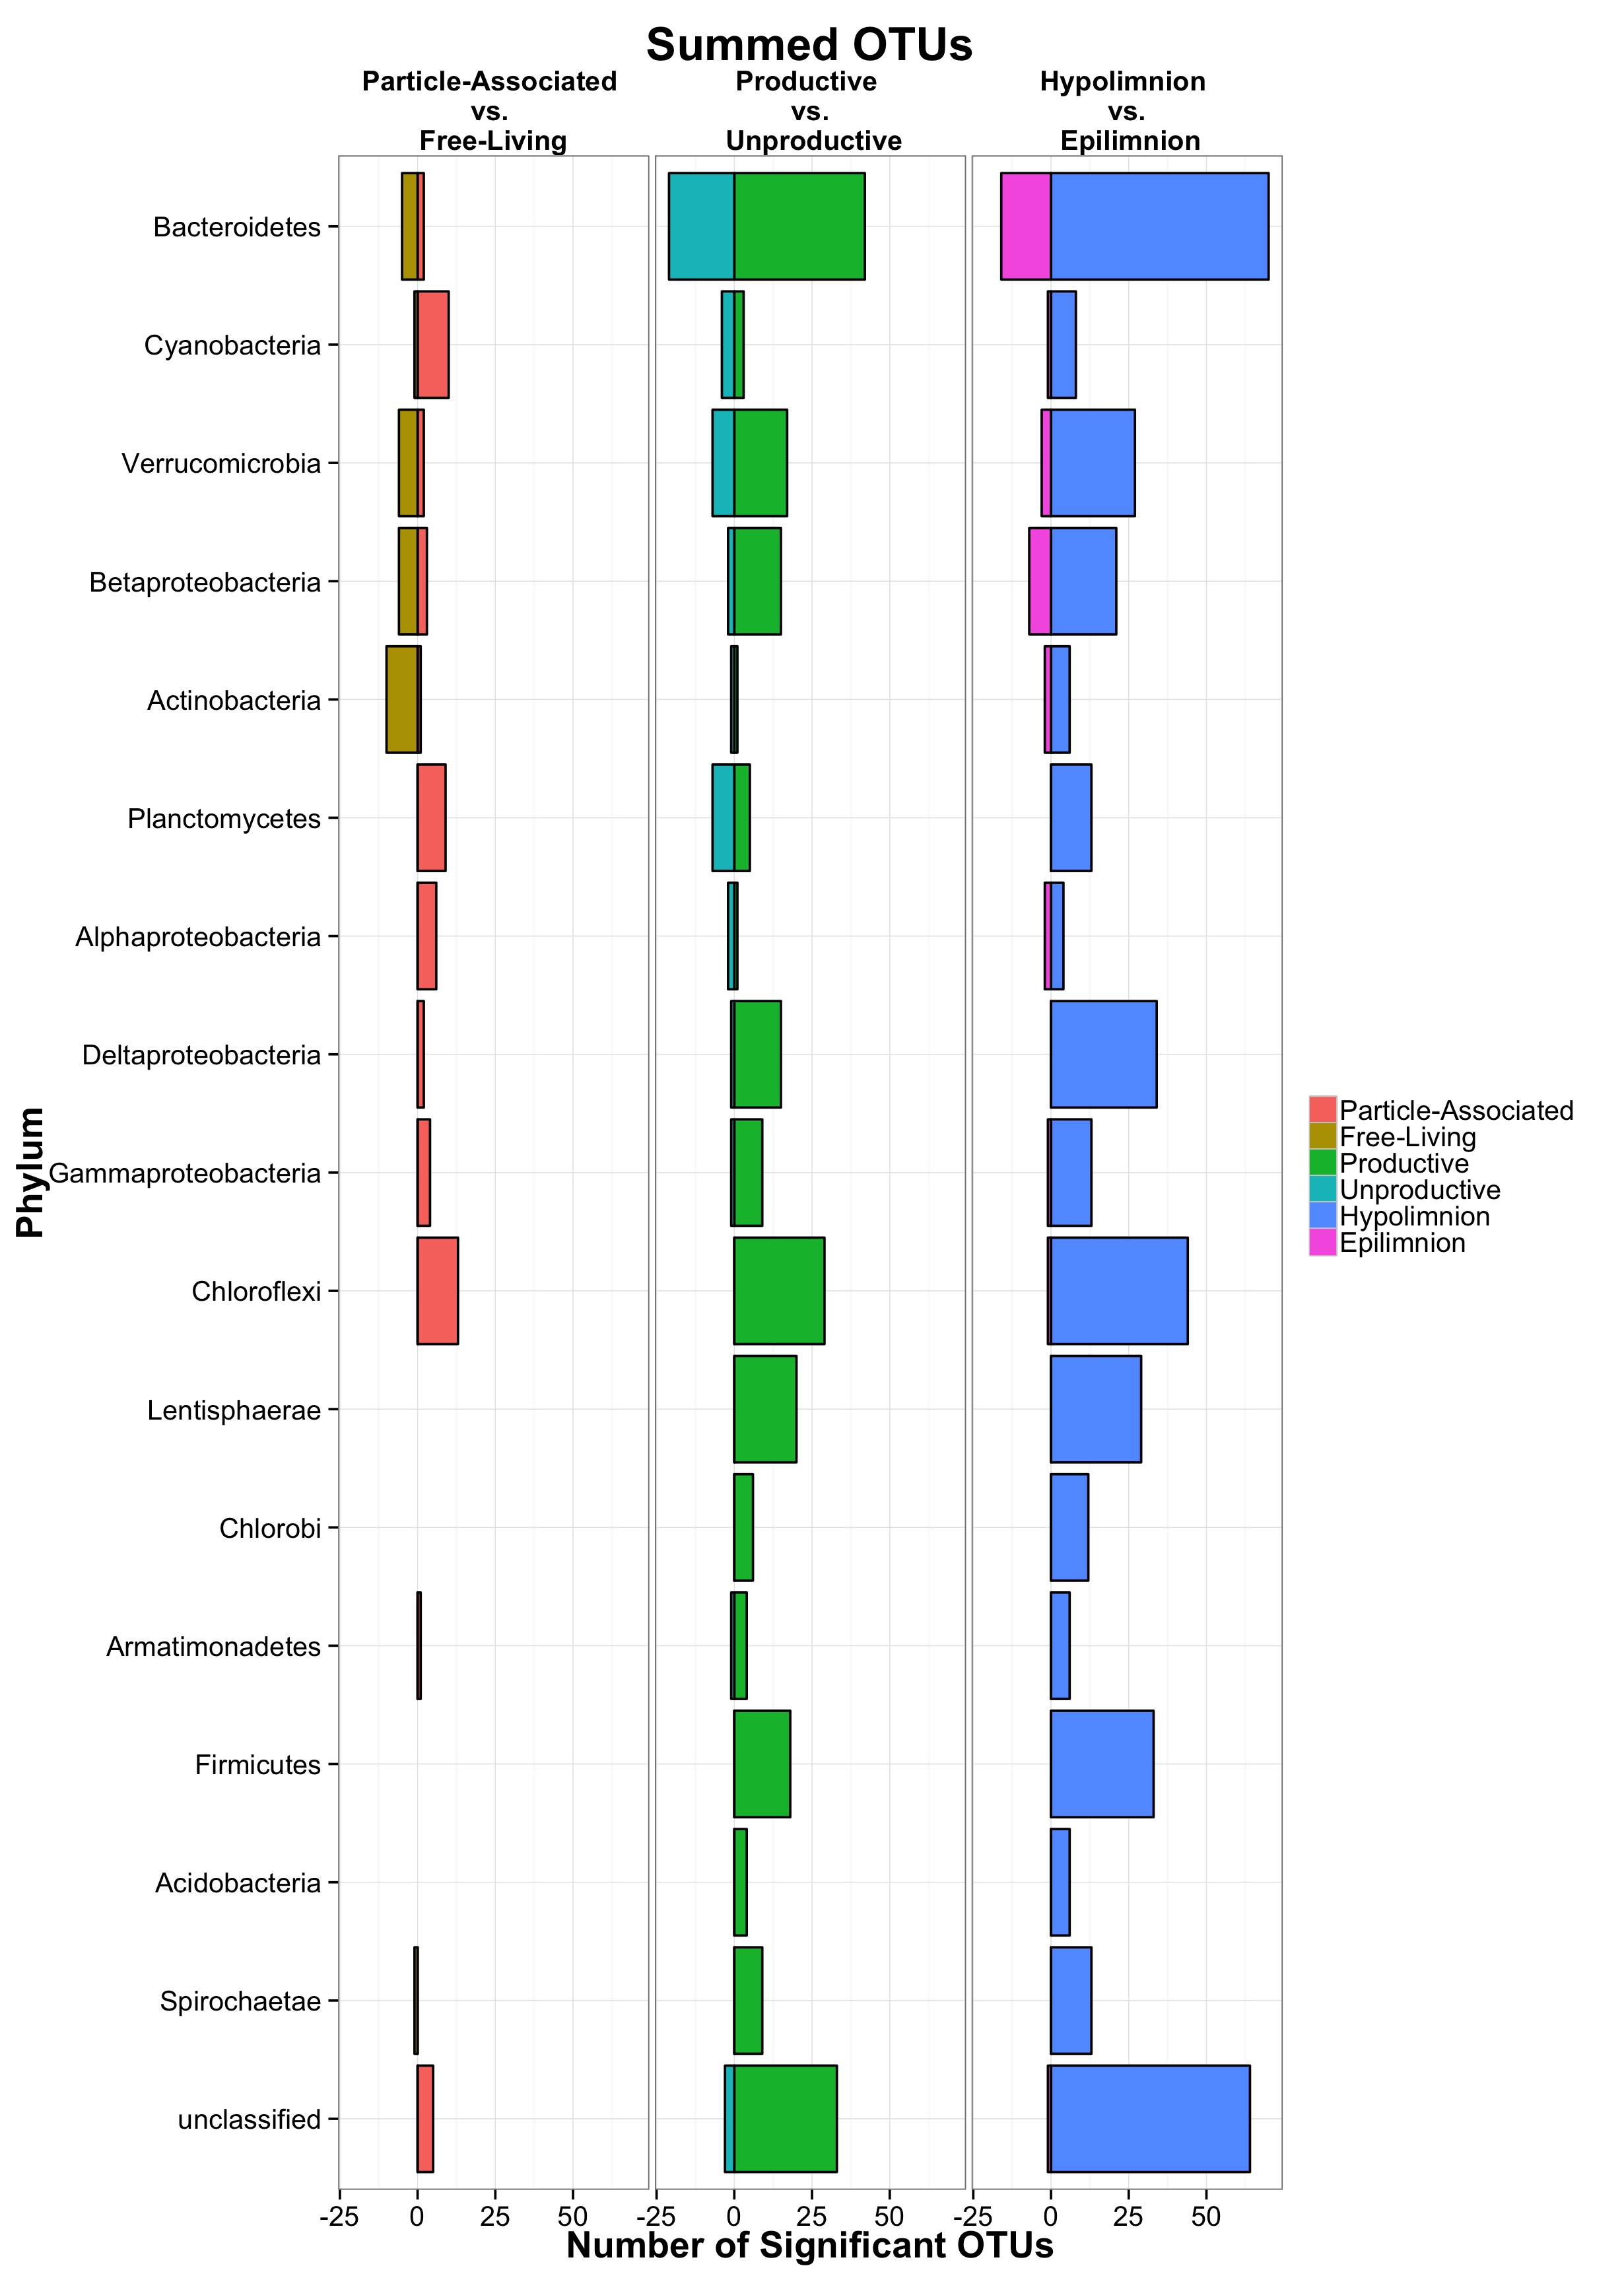 Summed OTUs
Particle-Associated
vs.
Free-Living
Productive
vs.
Unproductive
Hypolimnion
vs.
Epilimnion
Phylum
Bacteroidetes
Cyanobacteria
Verrucomicrobia
Betaproteobacteria
Actinobacteria
Planctomycetes
Alphaproteobacteria
Deltaproteobacteria
Gammaproteobacteria
Chloroflexi
Lentisphaerae
Chlorobi
Armatimonadetes
Firmicutes
Acidobacteria
Spirochaetae
unclassified
-25 0 25 50 -25 0 25 50 -25 0 25 50
Number of Significant OTUs
Particle-Associated
Free-Living
Productive
Unproductive
Hypolimnion
Epilimnion